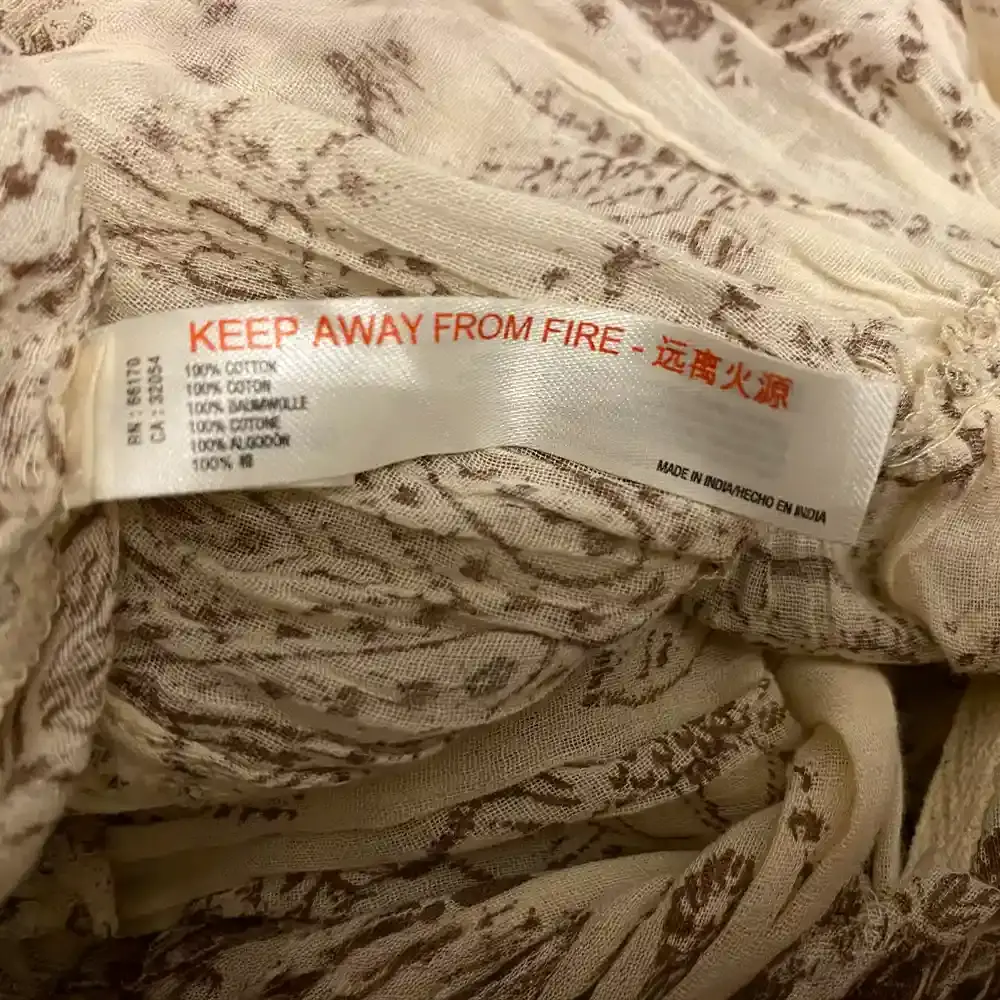 KEEP AWAY FROM FIRE - 远离火源
RN : 66170
CA : 32054
100% COTTON
100% COTON
100% BAUMWOLLE
100% COTONE
100% ALGODÓN
100% 棉
MADE IN INDIA/HECHO EN INDIA